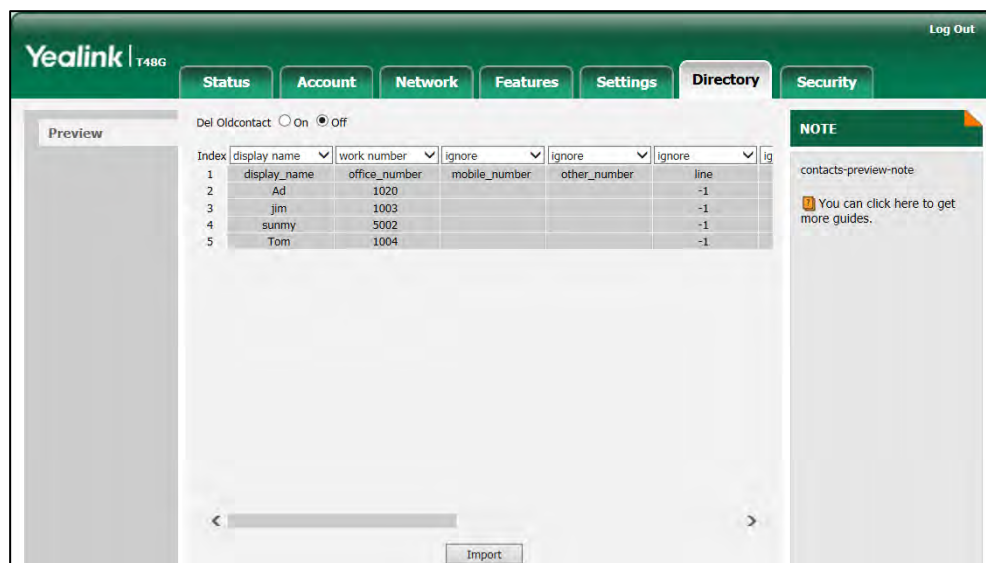 Log Out
Yealink T48G
Status Account Network Features Settings Directory Security
Preview
Del Oldcontact On Off
NOTE
Index display name work number ignore ignore ignore ig
1 display_name office_number mobile_number other_number line
2 Ad 1020 -1
3 jim 1003 -1
4 sunmy 5002 -1
5 Tom 1004 -1
contacts-preview-note
You can click here to get
more guides.
Import